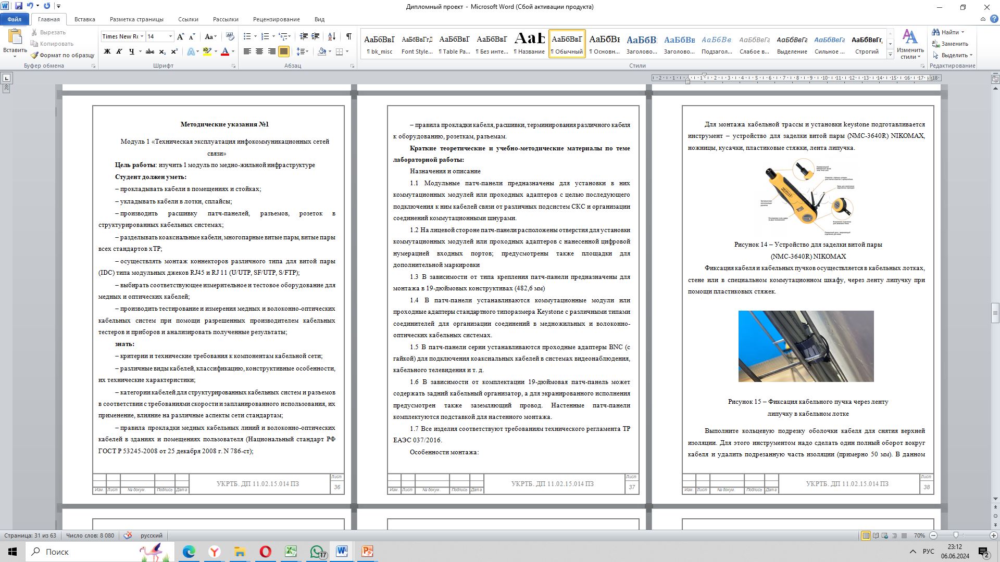 Дипломный проект - Microsoft Word (Сбой активации продукта)
Файл
Главная
Вставка
Разметка страницы
Ссылки
Рассылки
Рецензирование
Вид
Вставить
Вырезать
Копировать
Формат по образцу
Буфер обмена
Times New Ro
14
Шрифт
Абзац
АаБбВвГ
¶ bk_misc
АаБбВвГгД
Font Style...
АаБбВвГ
¶ Table Pa...
АаБбВвГ
¶ Без инте...
¶ Название
АаБбВвГ
¶ Обычный
¶ Основн...
Заголово...
Заголово...
Подзагол...
АаБбВвГг
Слабое в...
АаБбВвГг
Выделение
АаБбВвГг
Сильное ...
АаБбВвГг
Строгий
Стили
Изменить стили
Найти
Заменить
Выделить
Редактирование
Методические указания №1
Модуль 1 «Техническая эксплуатация инфокоммуникационных сетей
связи»
Цель работы: изучить 1 модуль по медно-жильной инфраструктуре
Студент должен уметь:
– прокладывать кабели в помещениях и стойках;
– укладывать кабели в лотки, сплайсы;
– производить расшивку патч-панелей, разъемов, розеток в
структурированных кабельных системах;
– разделывать коаксиальные кабели, многопарные витые пары, витые пары
всех стандартов xTP;
– осуществлять монтаж коннекторов различного типа для витой пары
(IDC) типа модульных джеков RJ45 и RJ 11 (U/UTP, SF/UTP, S/FTP);
– выбирать соответствующее измерительное и тестовое оборудование для
медных и оптических кабелей;
– производить тестирование и измерения медных и волоконно-оптических
кабельных систем при помощи разрешенных производителем кабельных
тестеров и приборов и анализировать полученные результаты;
знать:
– критерии и технические требования к компонентам кабельной сети;
– различные виды кабелей, классификацию, конструктивные особенности,
их технические характеристики;
– категории кабелей для структурированных кабельных систем и разъемов
в соответствии с требованиями скорости и запланированного использования, их
применение, влияние на различные аспекты сети стандартам;
– правила прокладки медных кабельных линий и волоконно-оптических
кабелей в зданиях и помещениях пользователя (Национальный стандарт РФ
ГОСТ Р 53245-2008 от 25 декабря 2008 г. N 786-ст);
Изм. Лист № докум. Подпись Дата
УКРТБ. ДП 11.02.15.014 ПЗ
Лист
36
– правила прокладки кабеля, расшивки, терминирования различного кабеля
к оборудованию, розеткам, разъемам.
Краткие теоретические и учебно-методические материалы по теме
лабораторной работы:
Назначения и описание
1.1 Модульные патч-панели предназначены для установки в них
коммутационных модулей или проходных адаптеров с целью последующего
подключения к ним кабелей связи от различных подсистем СКС и организации
соединений коммутационными шнурами.
1.2 На лицевой стороне патч-панели расположены отверстия для установки
коммутационных модулей или проходных адаптеров с нанесенной цифровой
нумерацией входных портов; предусмотрены также площадки для
дополнительной маркировки
1.3 В зависимости от типа крепления патч-панели предназначены для
монтажа в 19-дюймовых конструктивах (482,6 мм)
1.4 В патч-панели устанавливаются коммутационные модули или
проходные адаптеры стандартного типоразмера Keystone с различными типами
соединителей для организации соединений в медножильных и волоконно-
оптических кабельных системах.
1.5 В патч-панели серии устанавливаются проходные адаптеры BNC (с
гайкой) для подключения коаксиальных кабелей в системах видеонаблюдения,
кабельного телевидения и т. д.
1.6 В зависимости от комплектации 19-дюймовая патч-панель может
содержать задний кабельный организатор, а для экранированного исполнения
предусмотрен также заземляющий провод. Настенные патч-панели
комплектуются подставкой для настенного монтажа.
1.7 Все изделия соответствуют требованиям технического регламента ТР
ЕАЭС 037/2016.
Особенности монтажа:
Изм. Лист № докум. Подпись Дата
УКРТБ. ДП 11.02.15.014 ПЗ
Лист
37
Для монтажа кабельной трассы и установки keystone подготавливается
инструмент – устройство для заделки витой пары (NMC-3640R) NIKOMAX,
ножницы, кусачки, пластиковые стяжки, лента липучка.
Рисунок 14 – Устройство для заделки витой пары
(NMC-3640R) NIKOMAX
Фиксация кабеля и кабельных пучков осуществляется в кабельных лотках,
стене или в специальном коммутационном шкафу, через ленту липучку при
помощи пластиковых стяжек.
Рисунок 15 – Фиксация кабельного пучка через ленту
липучку в кабельном лотке
Выполните кольцевую подрезку оболочки кабеля для снятия верхней
изоляции. Для этого инструментом надо сделать один полный оборот вокруг
кабеля и удалить подрезанную часть изоляции (примерно 50 мм). В данном
Изм. Лист № докум. Подпись Дата
УКРТБ. ДП 11.02.15.014 ПЗ
Лист
38
Страница: 31 из 63
Число слов: 8 080
русский
70%
Поиск
17
РУС
23:12
06.06.2024
2